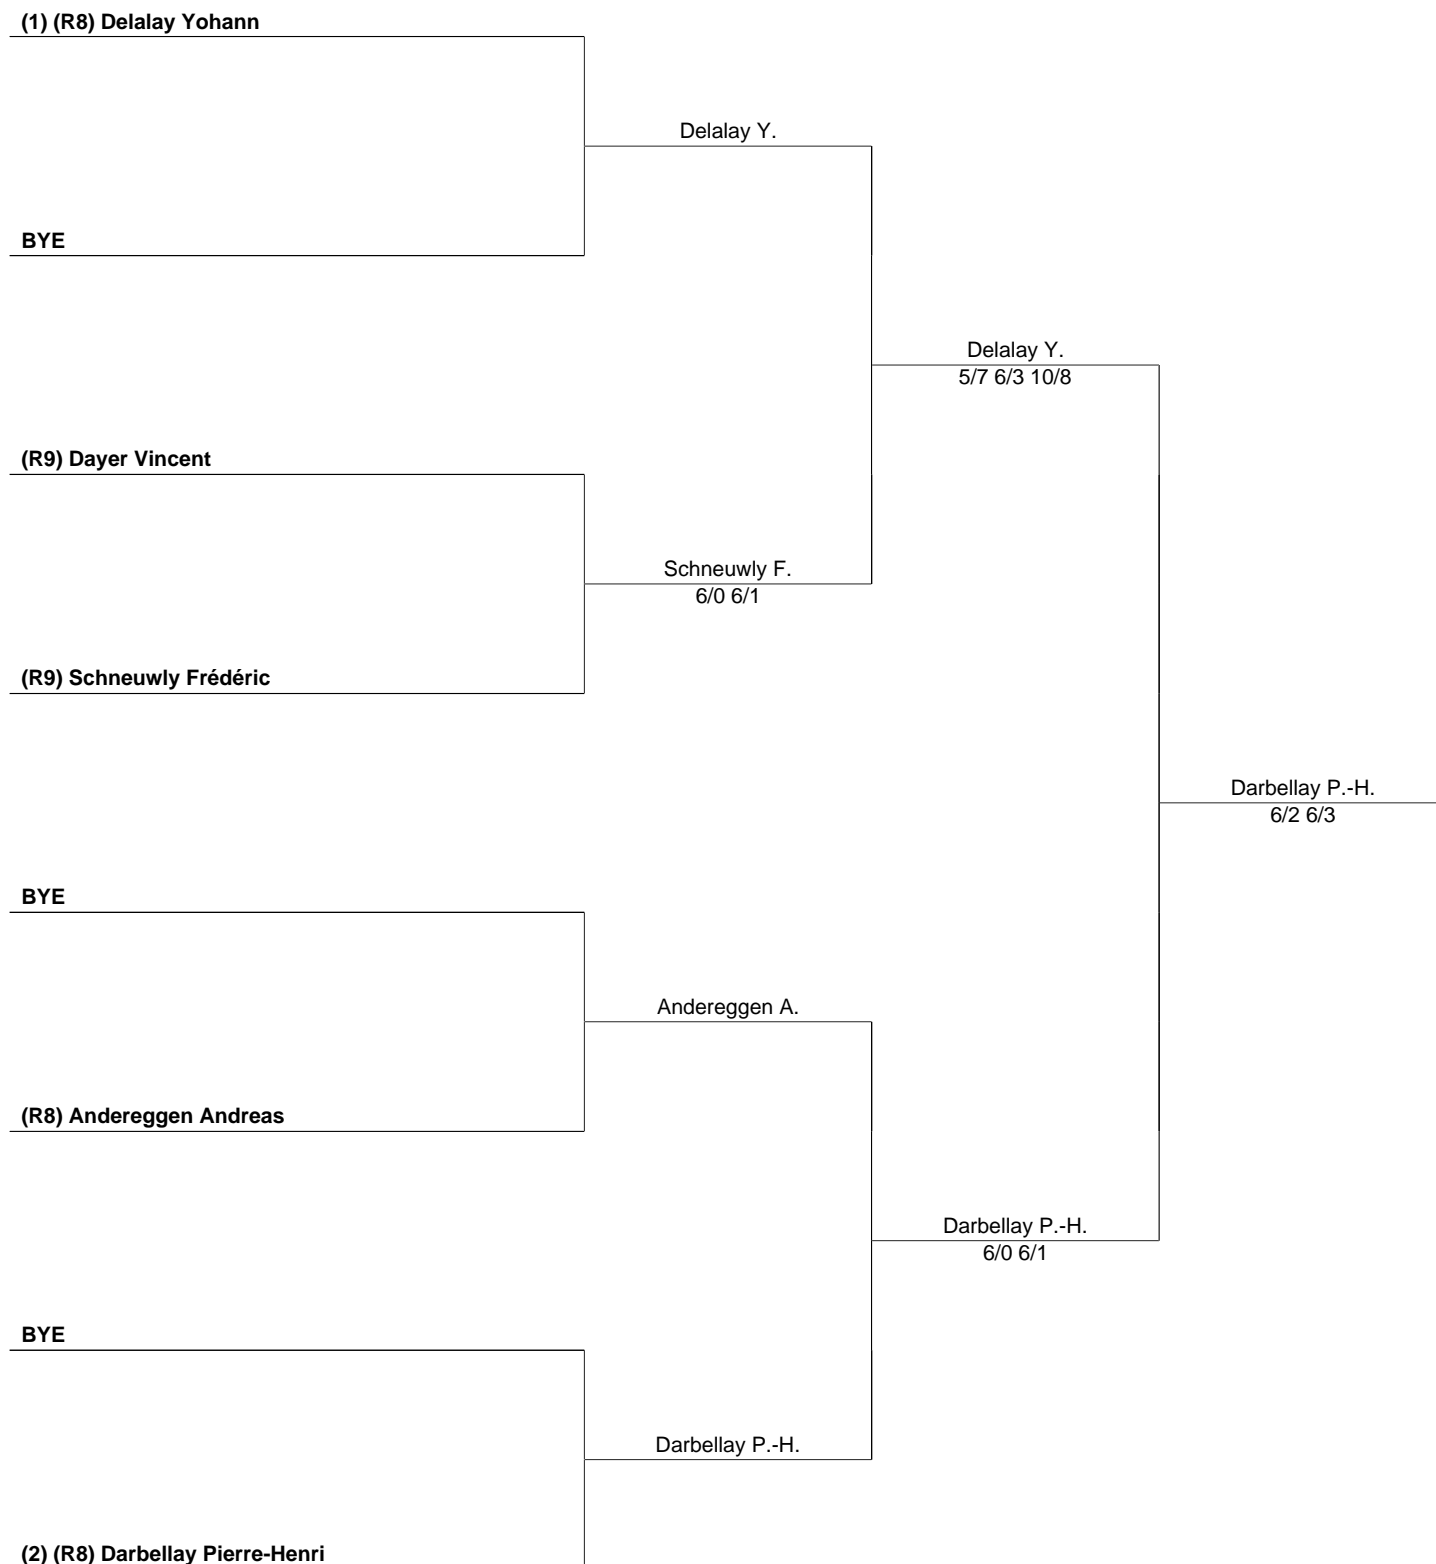 (1) (R8) Delalay Yohann
Delalay Y.
BYE
Delalay Y.
5/7 6/3 10/8
(R9) Dayer Vincent
Schneuwly F.
6/0 6/1
(R9) Schneuwly Frédéric
Darbellay P.-H.
6/2 6/3
BYE
Andereggen A.
(R8) Andereggen Andreas
Darbellay P.-H.
6/0 6/1
BYE
Darbellay P.-H.
(2) (R8) Darbellay Pierre-Henri